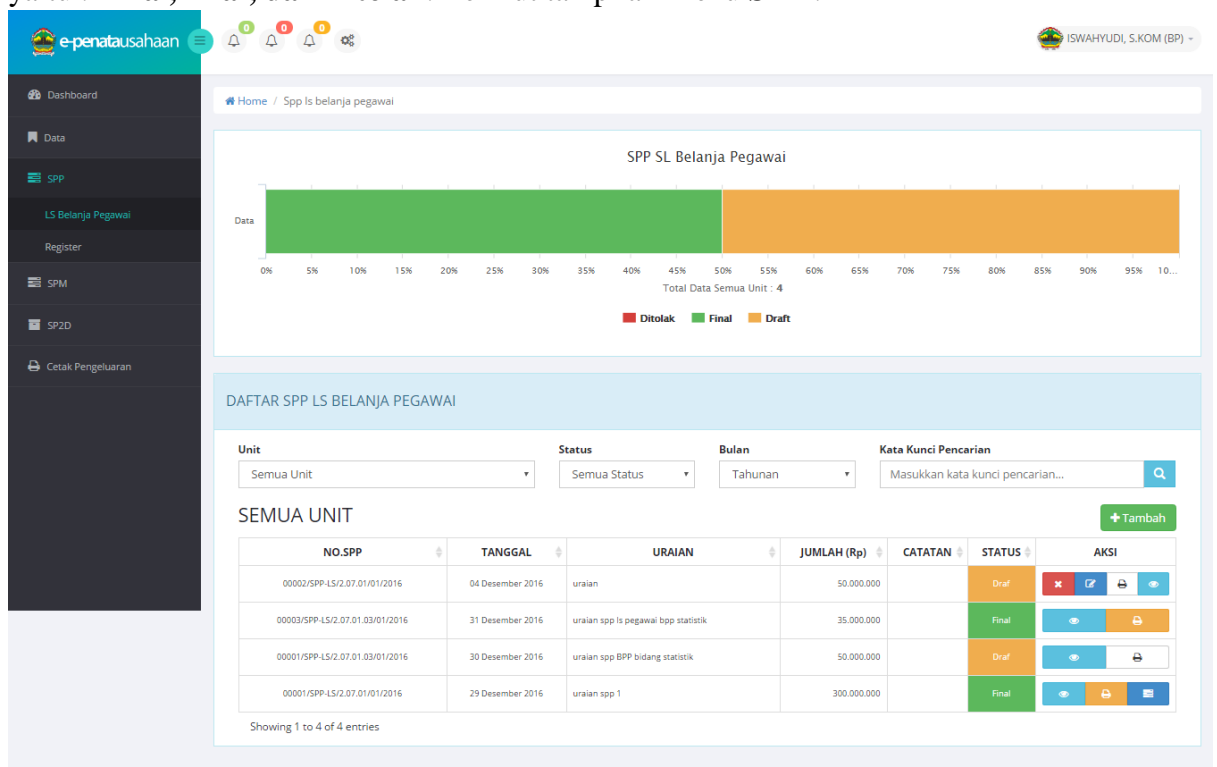 e-penatausahaan
0 0 0
ISWAHYUDI, S.KOM (BP)
Dashboard
Data
SPP
LS Belanja Pegawai
Register
SPM
SP2D
Cetak Pengeluaran
Home / Spp ls belanja pegawai
SPP SL Belanja Pegawai
Data
0% 5% 10% 15% 20% 25% 30% 35% 40% 45% 50% 55% 60% 65% 70% 75% 80% 85% 90% 95% 10...
Total Data Semua Unit : 4
Ditolak Final Draft
DAFTAR SPP LS BELANJA PEGAWAI
Unit Status Bulan Kata Kunci Pencarian
Semua Unit Semua Status Tahunan Masukkan kata kunci pencarian...
SEMUA UNIT
Tambah
NO.SPP TANGGAL URAIAN JUMLAH (Rp) CATATAN STATUS AKSI
00002/SPP-LS/2.07.01/01/2016 04 Desember 2016 uraian 50.000.000 Draf
00003/SPP-LS/2.07.01.03/01/2016 31 Desember 2016 uraian spp ls pegawai bpp statistik 35.000.000 Final
00001/SPP-LS/2.07.01.03/01/2016 30 Desember 2016 uraian spp BPP bidang statistik 50.000.000 Draf
00001/SPP-LS/2.07.01/01/2016 29 Desember 2016 uraian spp 1 300.000.000 Final
Showing 1 to 4 of 4 entries